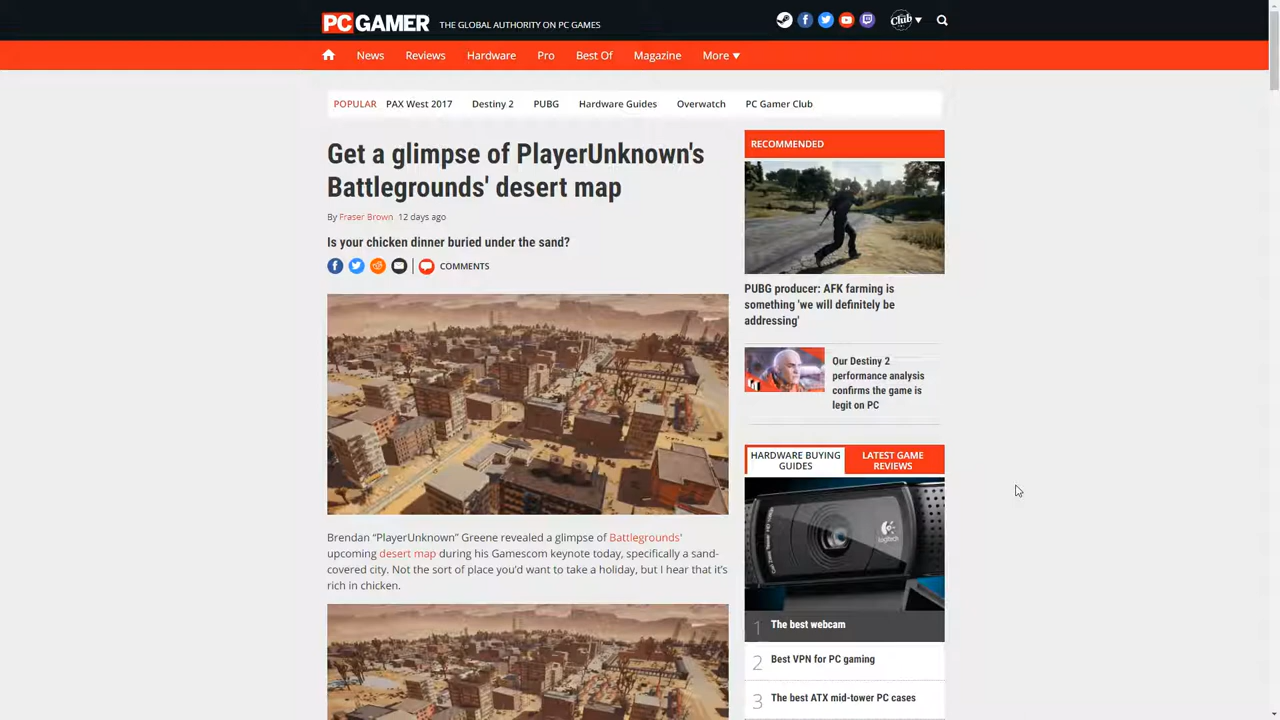 PC GAMER THE GLOBAL AUTHORITY ON PC GAMES
Club
News Reviews Hardware Pro Best Of Magazine More
POPULAR PAX West 2017 Destiny 2 PUBG Hardware Guides Overwatch PC Gamer Club
Get a glimpse of PlayerUnknown's
Battlegrounds' desert map
By Fraser Brown 12 days ago
Is your chicken dinner buried under the sand?
COMMENTS
Brendan “PlayerUnknown” Greene revealed a glimpse of Battlegrounds'
upcoming desert map during his Gamescom keynote today, specifically a sand-
covered city. Not the sort of place you’d want to take a holiday, but I hear that it’s
rich in chicken.
RECOMMENDED
PUBG producer: AFK farming is
something 'we will definitely be
addressing'
Our Destiny 2
performance analysis
confirms the game is
legit on PC
HARDWARE BUYING
GUIDES
LATEST GAME
REVIEWS
logitech
1 The best webcam
2 Best VPN for PC gaming
3 The best ATX mid-tower PC cases